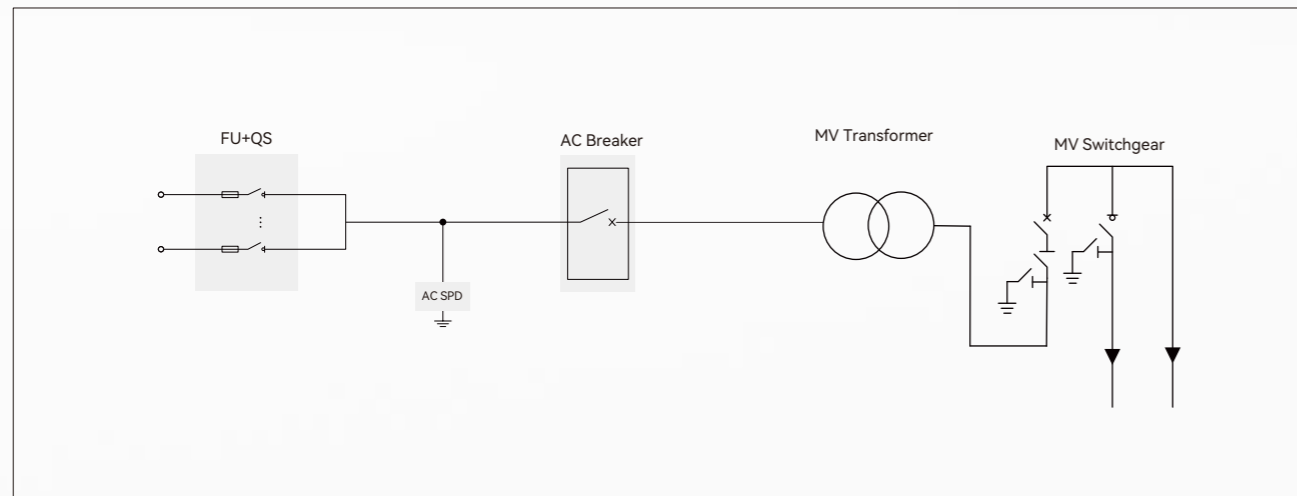 FU+QS
AC Breaker
MV Transformer
MV Switchgear
AC SPD